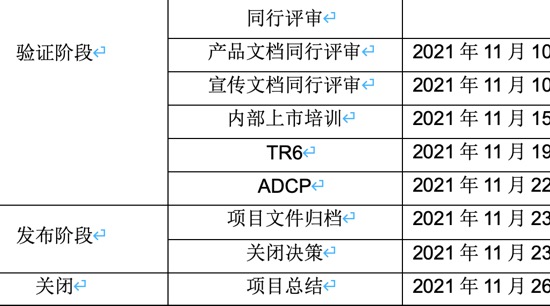 同行评审
验证阶段
产品文档同行评审 2021 年 11 月 10
宣传文档同行评审 2021 年 11 月 10
内部上市培训 2021 年 11 月 15
TR6 2021 年 11 月 19
ADCP 2021 年 11 月 22
发布阶段
项目文件归档 2021 年 11 月 23
关闭决策 2021 年 11 月 23
关闭 项目总结 2021 年 11 月 26